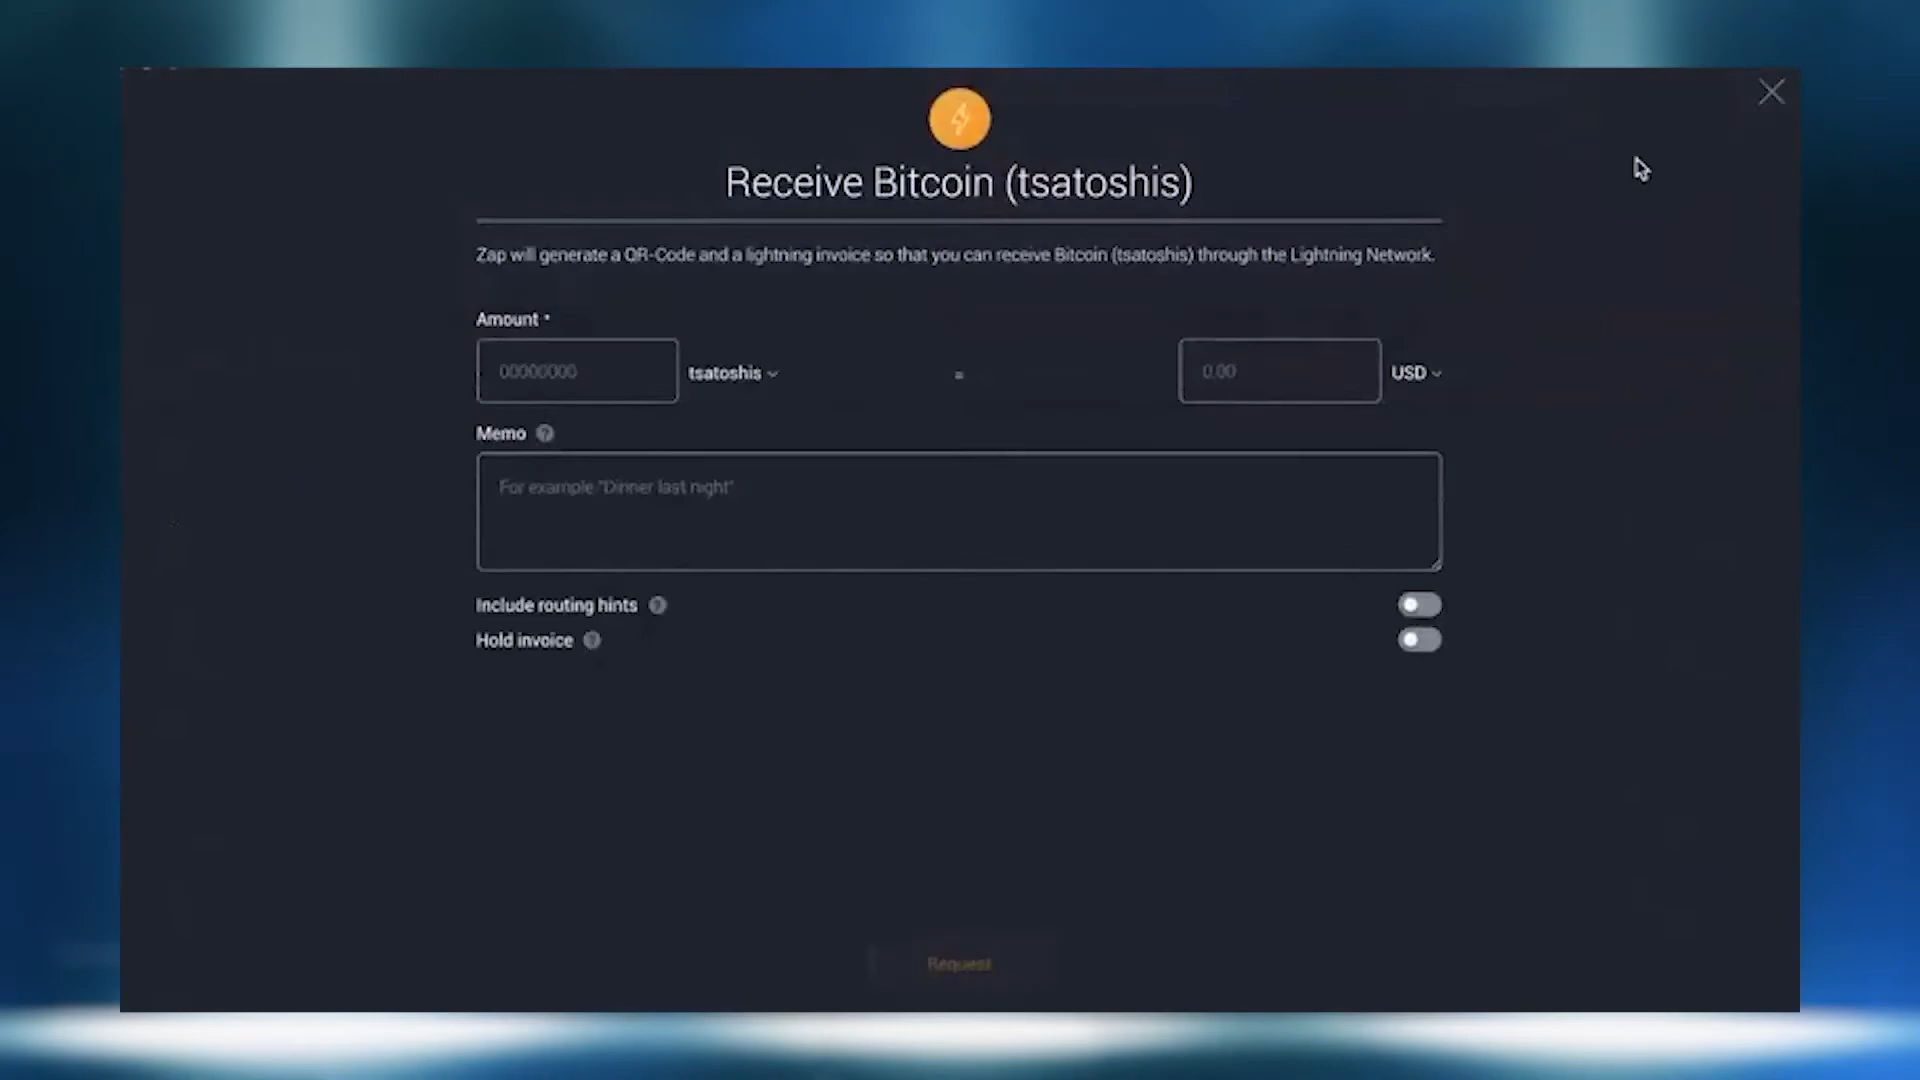 Receive Bitcoin (tsatoshis)
Zap will generate a QR-Code and a lightning invoice so that you can receive Bitcoin (tsatoshis) through the Lightning Network.
Amount *
00000000 tsatoshis = 0.00 USD
Memo ?
For example "Dinner last night"
Include routing hints ?
Hold invoice ?
Request